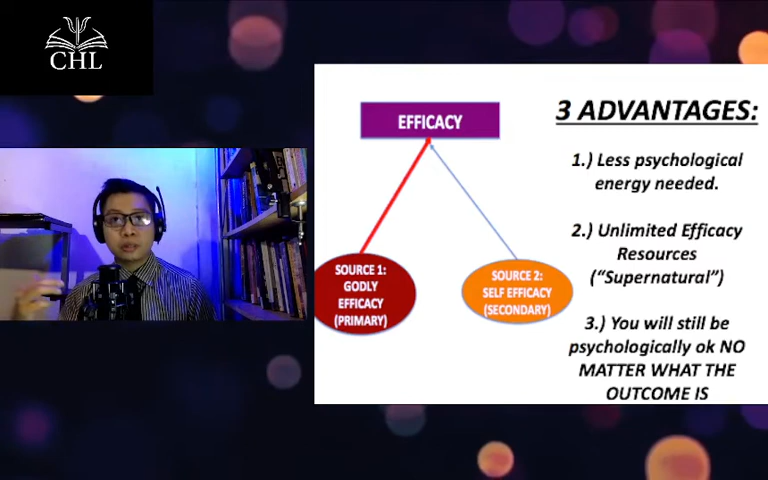 CHL
EFFICACY
SOURCE 1:
GODLY
EFFICACY
(PRIMARY)
SOURCE 2:
SELF EFFICACY
(SECONDARY)
3 ADVANTAGES:
1.) Less psychological
energy needed.
2.) Unlimited Efficacy
Resources
(“Supernatural”)
3.) You will still be
psychologically ok NO
MATTER WHAT THE
OUTCOME IS